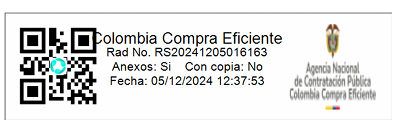 Colombia Compra Eficiente
Rad No. RS20241205016163
Anexos: Si Con copia: No
Fecha: 05/12/2024 12:37:53
Agencia Nacional
de Contratación Pública
Colombia Compra Eficiente